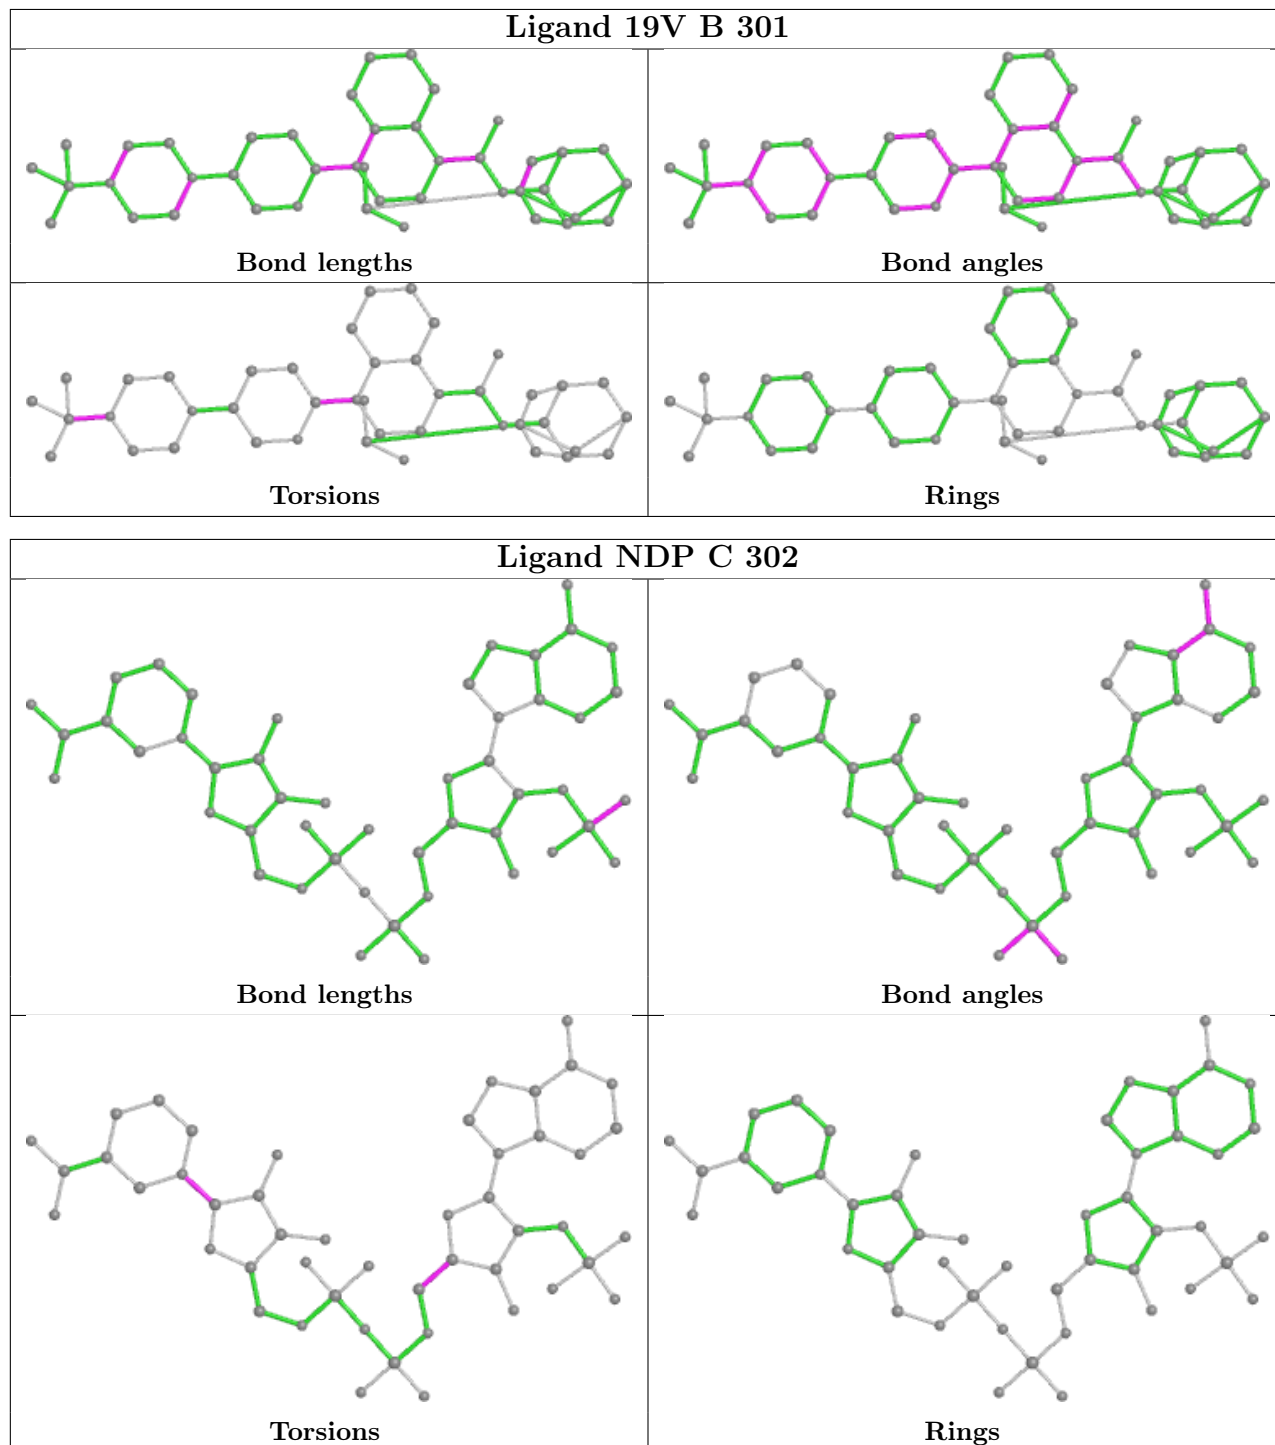 Ligand 19V B 301
Bond lengths
Bond angles
Torsions
Rings
Ligand NDP C 302
Bond lengths
Bond angles
Torsions
Rings